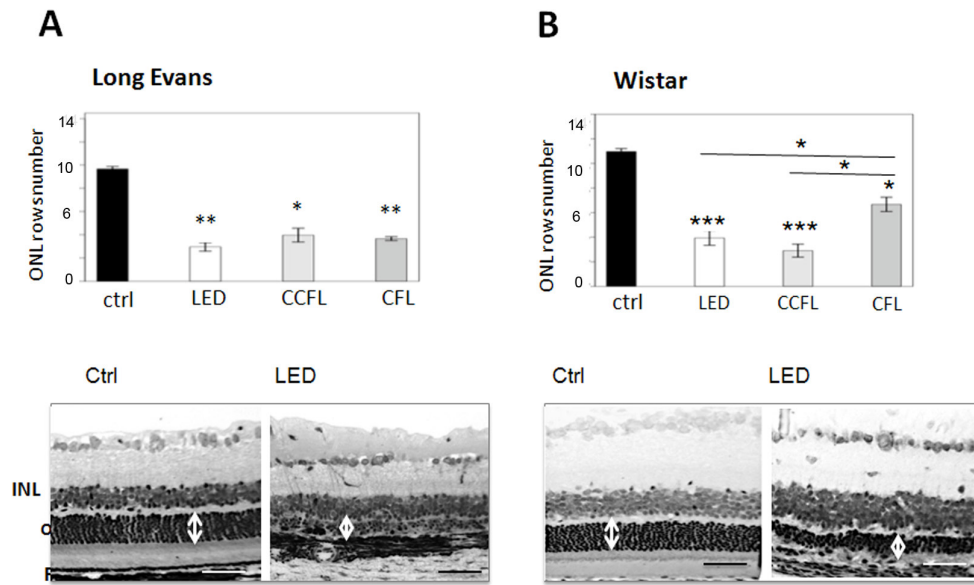 A
Long Evans
ONL rowsnumber
14
10
6
0
**
*
**
ctrl LED CCFL CFL
Ctrl LED
INL
B
Wistar
ONL rowsnumber
14
10
6
0
***
***
*
*
*
ctrl LED CCFL CFL
Ctrl LED